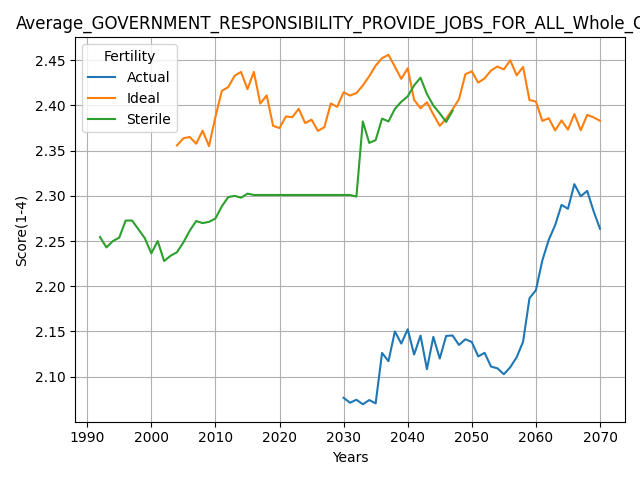 Average_GOVERNMENT_RESPONSIBILITY_PROVIDE_JOBS_FOR_ALL_Whole_
Fertility
Actual
Ideal
Sterile
Score(1-4)
2.45
2.40
2.35
2.30
2.25
2.20
2.15
2.10
1990 2000 2010 2020 2030 2040 2050 2060 2070
Years